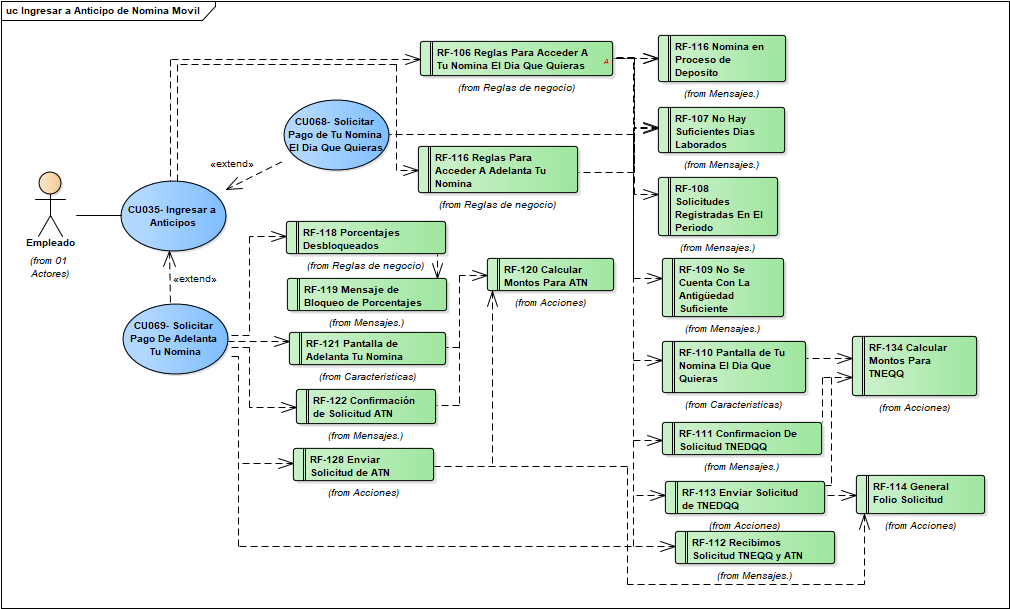 uc Ingresar a Anticipo de Nomina Movil
RF-106 Reglas Para Acceder A
Tu Nomina El Dia Que Quieras
A
(from Reglas de negocio)
RF-116 Nomina en
Proceso de
Deposito
(from Mensajes.)
CU068- Solicitar
Pago de Tu Nomina
El Dia Que Quieras
RF-107 No Hay
Suficientes Dias
Laborados
(from Mensajes.)
«extend»
RF-116 Reglas Para
Acceder A Adelanta Tu
Nomina
(from Reglas de negocio)
RF-108
Solicitudes
Registradas En El
Periodo
(from Mensajes.)
CU035- Ingresar a
Anticipos
Empleado
(from 01
Actores)
«extend»
RF-118 Porcentajes
Desbloqueados
(from Reglas de negocio)
RF-120 Calcular
Montos Para ATN
(from Acciones)
RF-109 No Se
Cuenta Con La
Antigüedad
Suficiente
(from Mensajes.)
RF-119 Mensaje de
Bloqueo de Porcentajes
(from Mensajes.)
CU069- Solicitar
Pago De Adelanta
Tu Nomina
RF-121 Pantalla de
Adelanta Tu Nomina
(from Caracteristicas)
RF-110 Pantalla de Tu
Nomina El Dia Que
Quieras
(from Caracteristicas)
RF-134 Calcular
Montos Para
TNEQQ
(from Acciones)
RF-122 Confirmación
de Solicitud ATN
(from Mensajes.)
RF-111 Confirmacion De
Solicitud TNEDQQ
(from Mensajes.)
RF-128 Enviar
Solicitud de ATN
(from Acciones)
RF-113 Enviar Solicitud
de TNEDQQ
(from Acciones)
RF-114 General
Folio Solicitud
(from Acciones)
RF-112 Recibimos
Solicitud TNEQQ y ATN
(from Mensajes.)